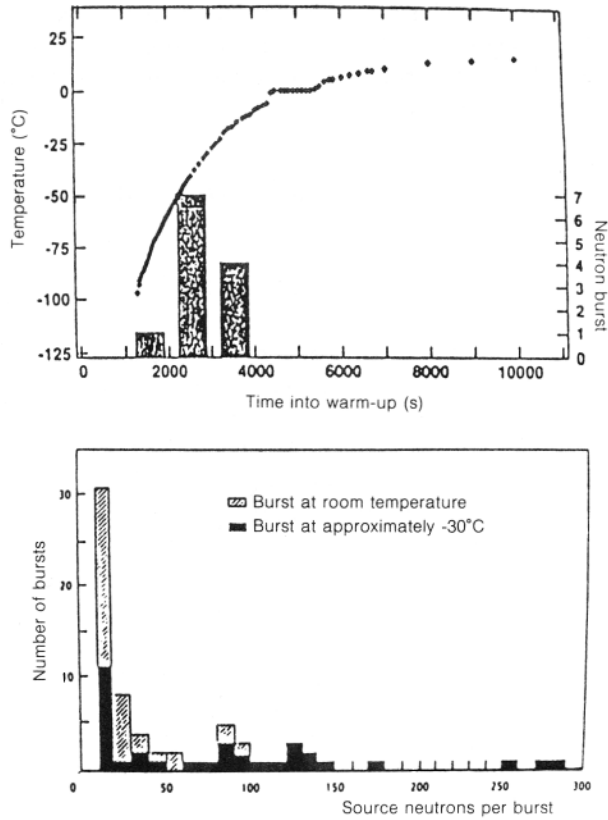 25
0
-25
-50
-75
-100
-125
Temperature (°C)
7
6
5
4
3
2
1
0
Neutron burst
0 2000 4000 6000 8000 10000
Time into warm-up (s)
30
20
10
Number of bursts
Burst at room temperature
Burst at approximately -30°C
0 50 100 150 200 250 300
Source neutrons per burst